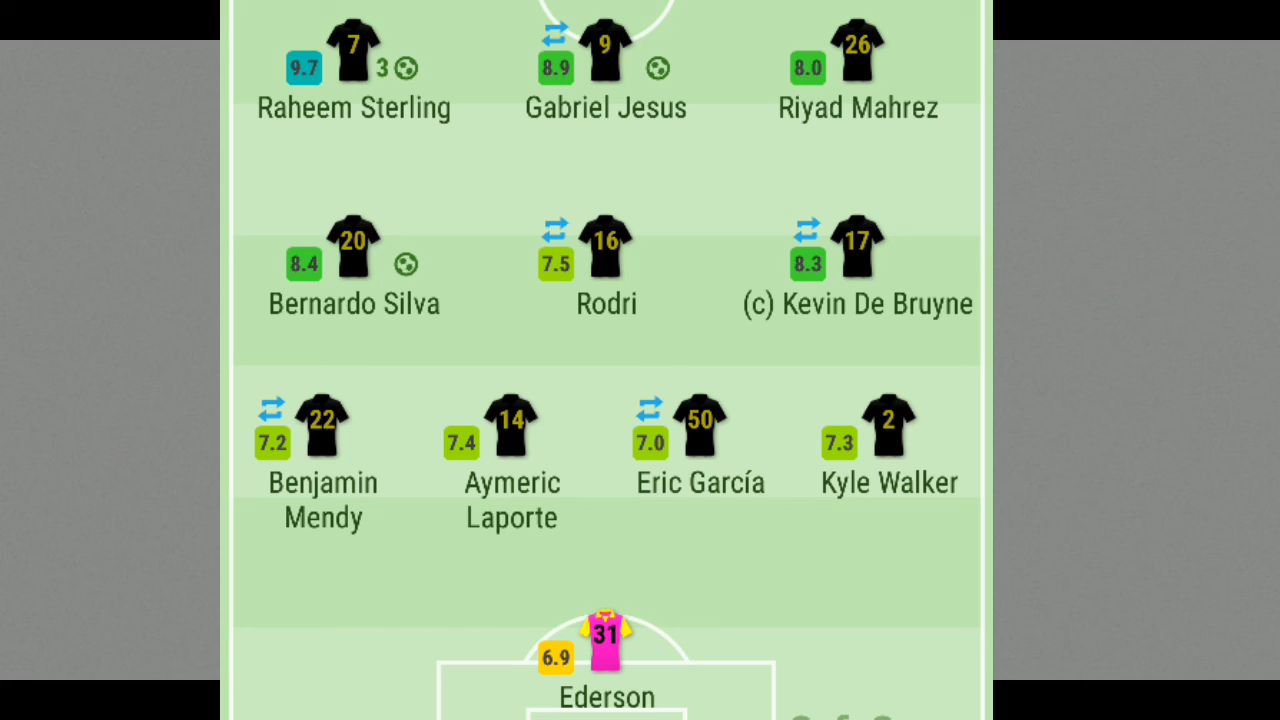 7 9 26
9.7 3 8.9 8.0
Raheem Sterling Gabriel Jesus Riyad Mahrez
20 16 17
8.4 7.5 8.3
Bernardo Silva Rodri (c) Kevin De Bruyne
22 14 50 2
7.2 7.4 7.0 7.3
Benjamin Aymeric Eric García Kyle Walker
Mendy Laporte
31
6.9
Ederson